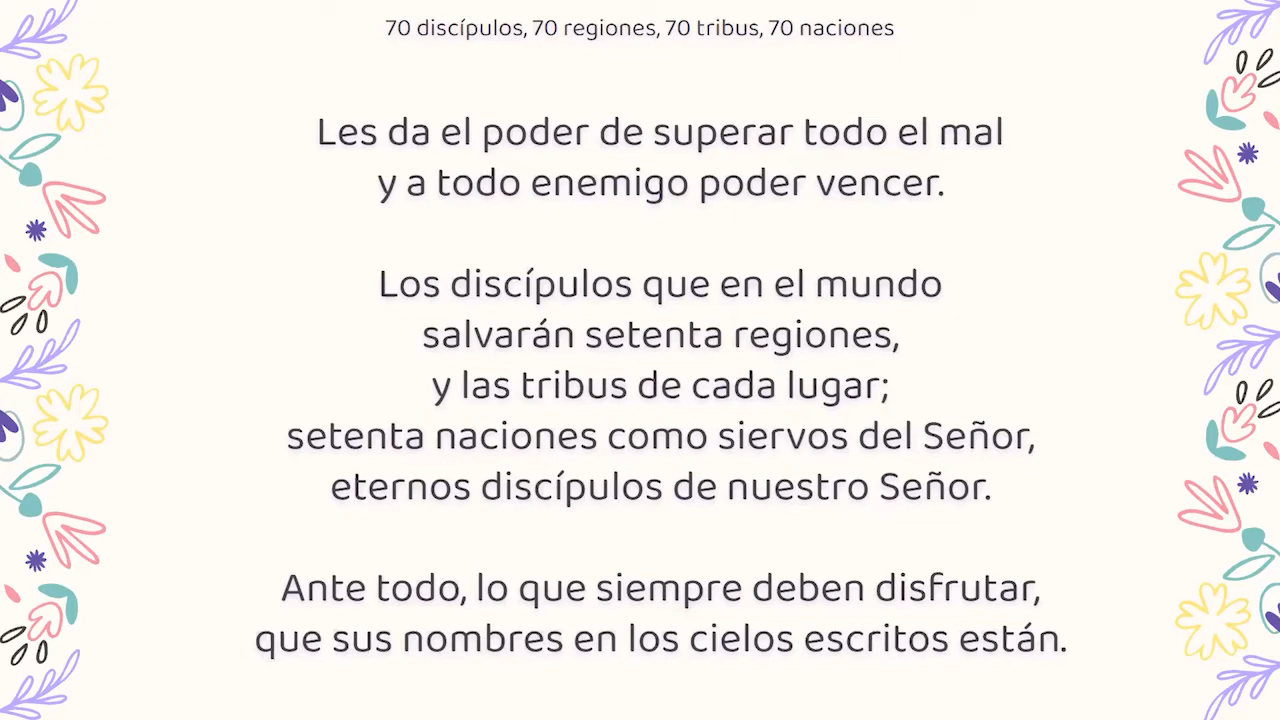 70 discípulos, 70 regiones, 70 tribus, 70 naciones
Les da el poder de superar todo el mal
y a todo enemigo poder vencer.
Los discípulos que en el mundo
salvarán setenta regiones,
y las tribus de cada lugar;
setenta naciones como siervos del Señor,
eternos discípulos de nuestro Señor.
Ante todo, lo que siempre deben disfrutar,
que sus nombres en los cielos escritos están.